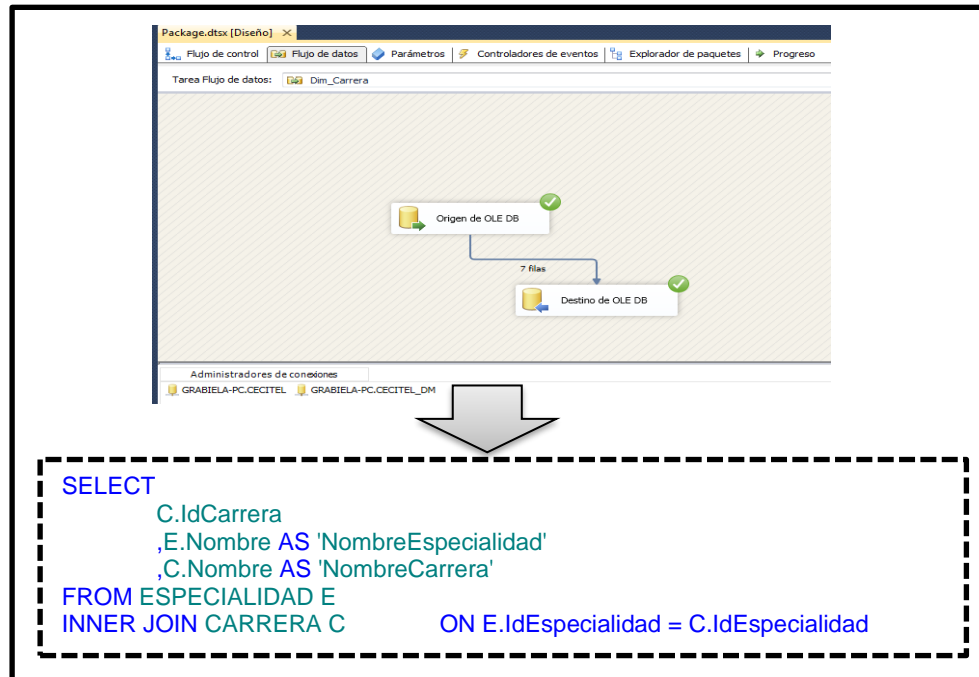 Package.dtsx [Diseño] ×
Flujo de control Flujo de datos Parámetros Controladores de eventos Explorador de paquetes Progreso
Tarea Flujo de datos: Dim_Carrera
Origen de OLE DB
7 filas
Destino de OLE DB
Administradores de conexiones
GRABIELA-PC.CECITEL GRABIELA-PC.CECITEL_DM
SELECT
C.IdCarrera
,E.Nombre AS 'NombreEspecialidad'
,C.Nombre AS 'NombreCarrera'
FROM ESPECIALIDAD E
INNER JOIN CARRERA C ON E.IdEspecialidad = C.IdEspecialidad